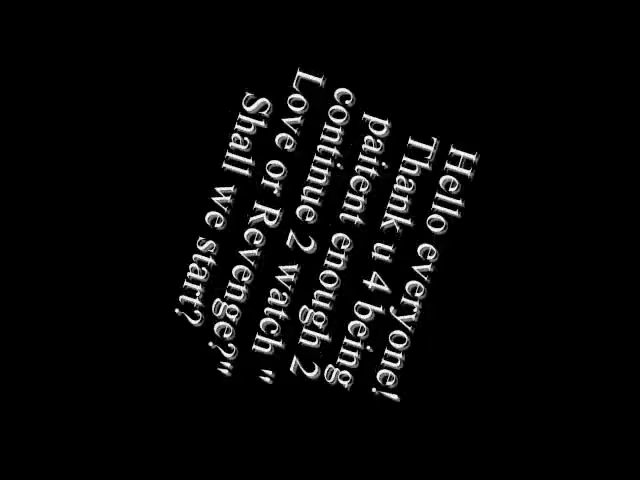 Hello everyone!
Thank u 4 being
paitent enough 2
continue 2 watch "
Love or Revenge?"
Shall we start?